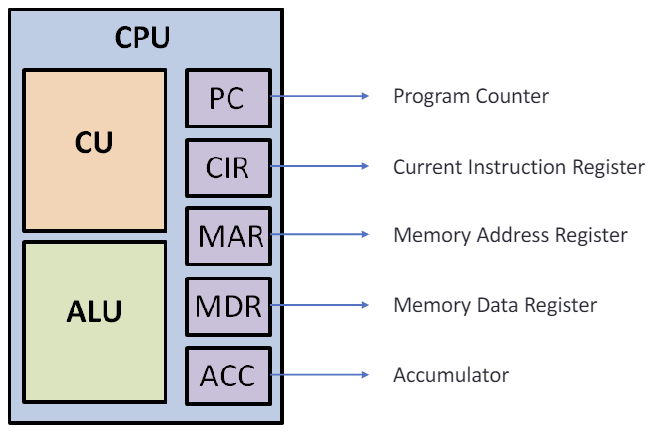 CPU
CU
ALU
PC
Program Counter
CIR
Current Instruction Register
MAR
Memory Address Register
MDR
Memory Data Register
ACC
Accumulator